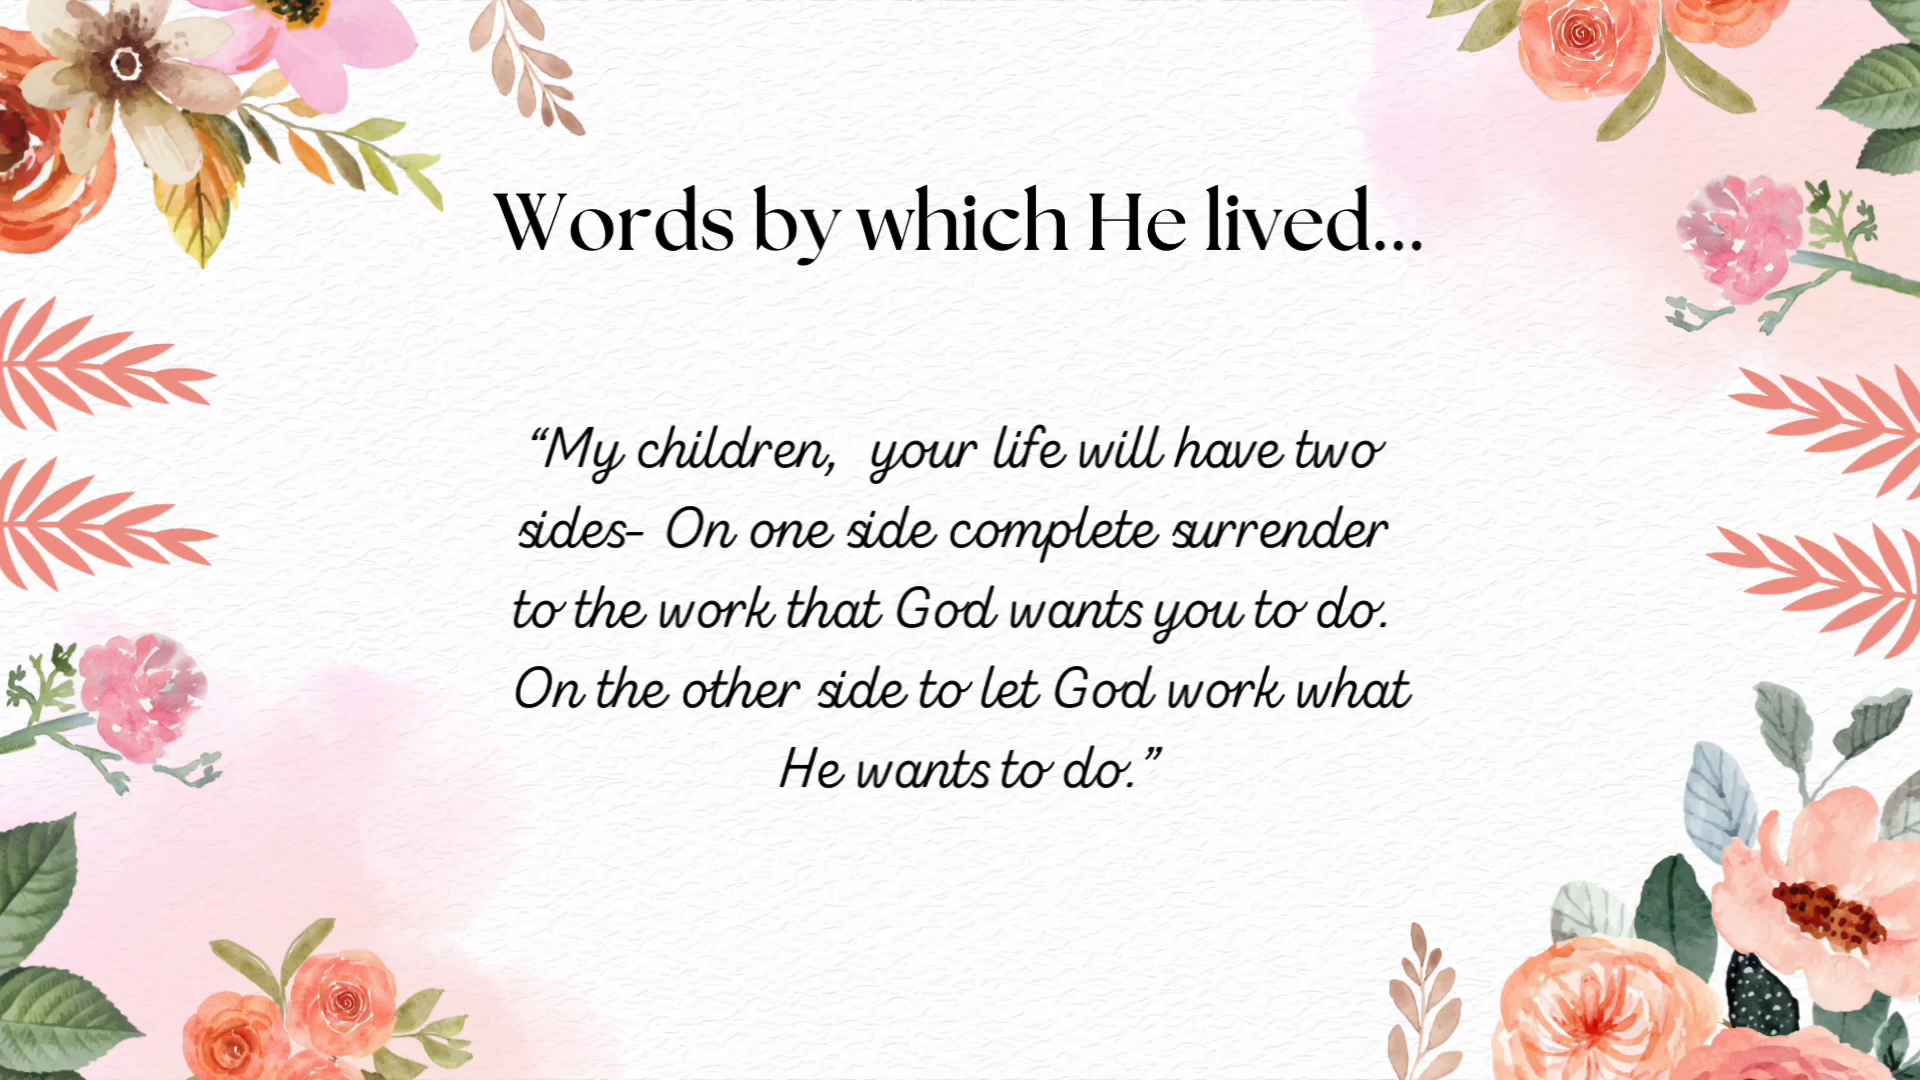 Words by which He lived...
“My children,  your life will have two
sides- On one side complete surrender
to the work that God wants you to do.
On the other side to let God work what
He wants to do.”